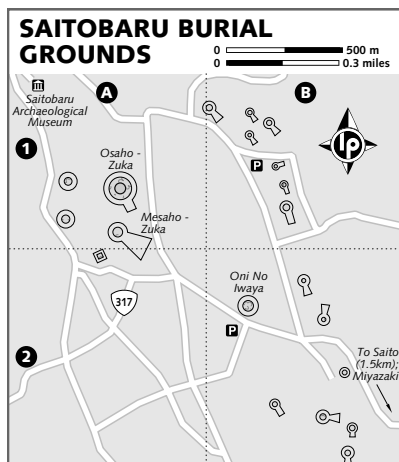 SAITOBARU BURIAL
GROUNDS
0 500 m
0 0.3 miles
A
B
Saitobaru
Archaeological
Museum
lp
1
Osaho -
Zuka
P
Mesaho -
Zuka
Oni No
Iwaya
317
P
2
To Saito
(1.5km);
Miyazaki